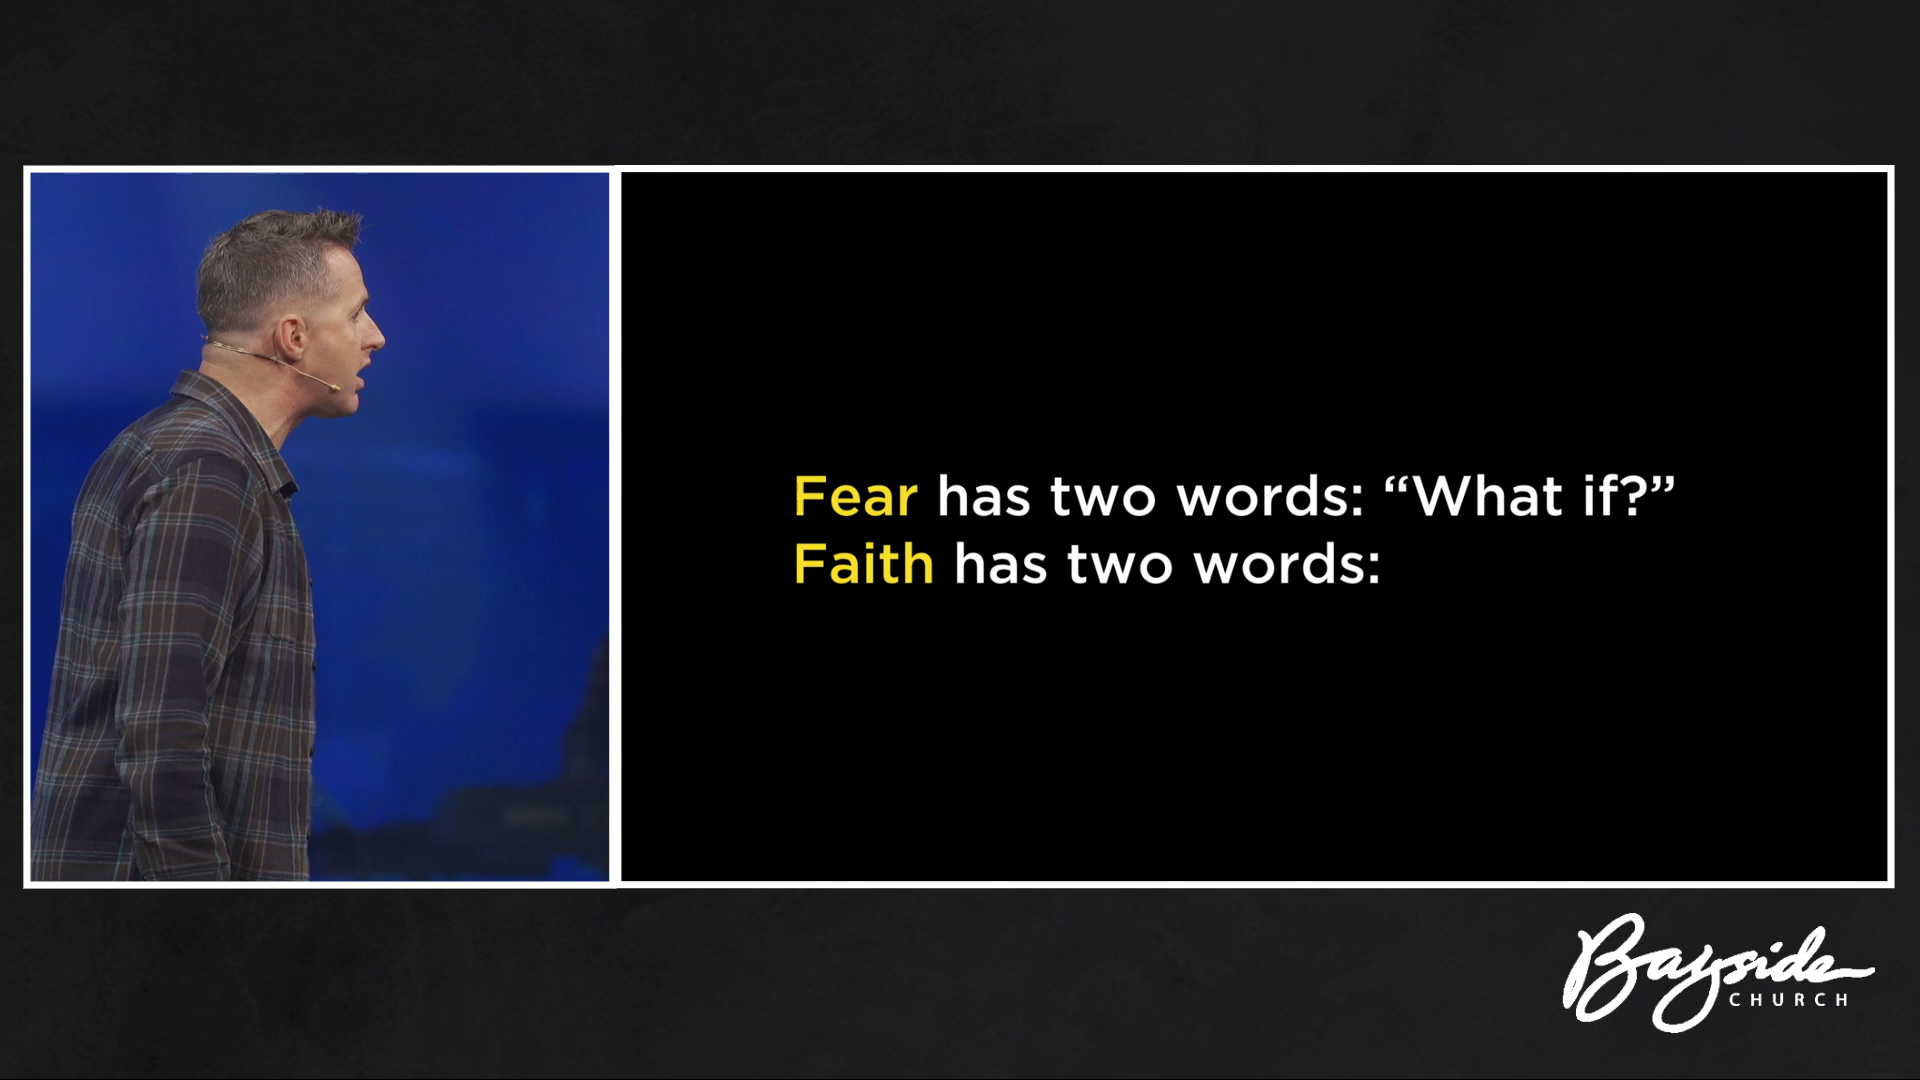 Fear has two words: “What if?”
Faith has two words:
Bayside
CHURCH